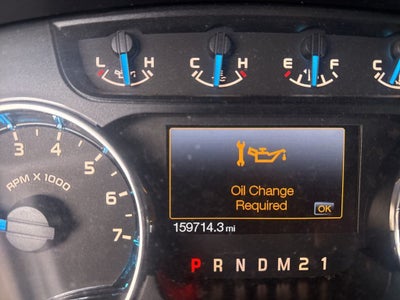 L H C H E F C
3 4 5 6 7
RPM X 1000
Oil Change
Required
OK
159714.3 mi
P R N D M 2 1